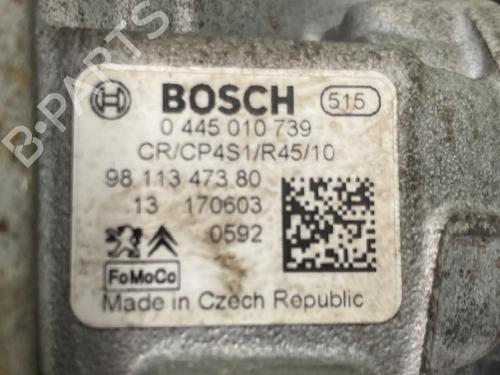 B-PARTS
BOSCH 515
0 445 010 739
CR/CP4S1/R45/10
98 113 473 80
13 170603
0592
FoMoCo
Made in Czech Republic